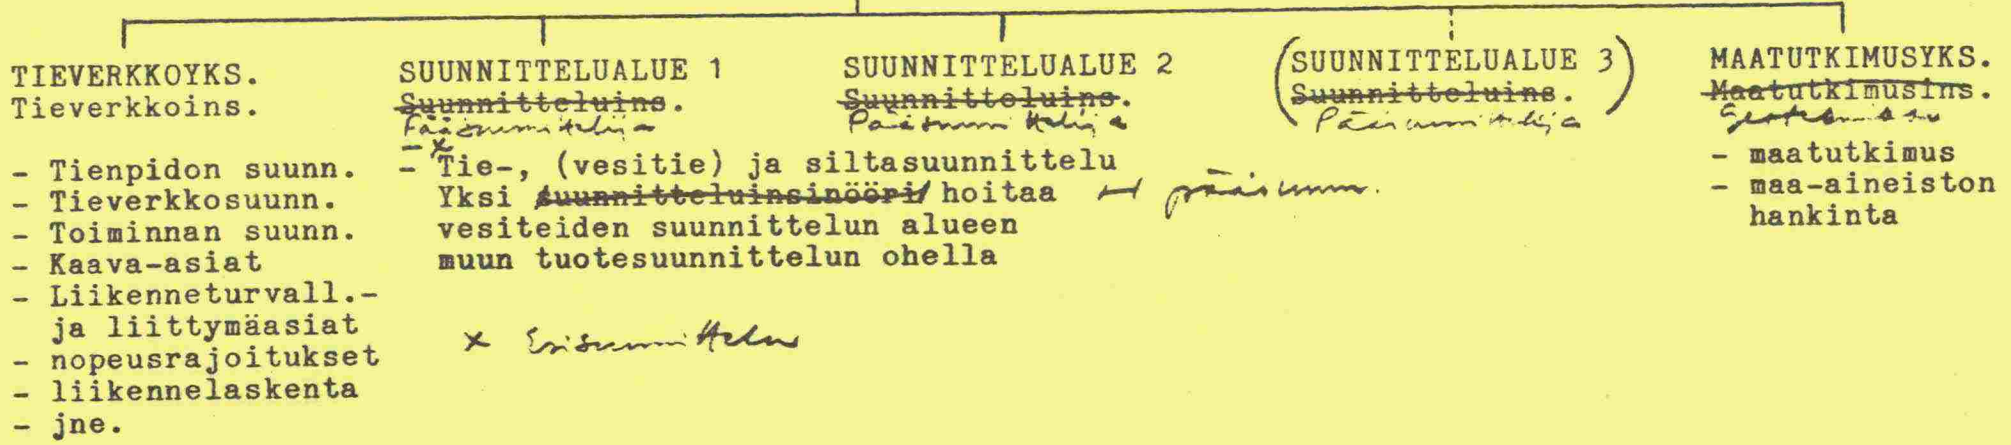 TIEVERKKOYKS.
Tieverkkoins.
- Tienpidon suunn.
- Tieverkkosuunn.
- Toiminnan suunn.
- Kaava-asiat
- Liikenneturvall.-
ja liittymäasiat
- nopeusrajoitukset
- liikennelaskenta
- jne.
SUUNNITTELUALUE 1
Suunnitteluins.
Pääsuunnittelija
- x
- Tie-, (vesitie) ja siltasuunnittelu
Yksi suunnitteluinsinööri hoitaa
pääsuunn.
vesiteiden suunnittelun alueen
muun tuotesuunnittelun ohella
x Esisuunnittelu
SUUNNITTELUALUE 2
Suunnitteluins.
Pääsuunnittelija
(SUUNNITTELUALUE 3)
Suunnitteluins.
Pääsuunnittelija
MAATUTKIMUSYKS.
Maatutkimusins.
- maatutkimus
- maa-aineiston
hankinta